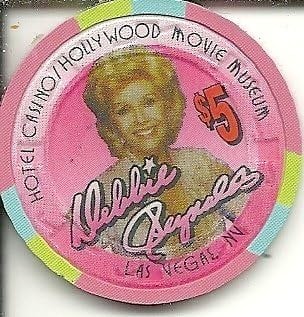 HOTEL CASINO/HOLLYWOOD MOVIE MUSEUM
$5
Debbie
Reynolds
LAS VEGAS, NV